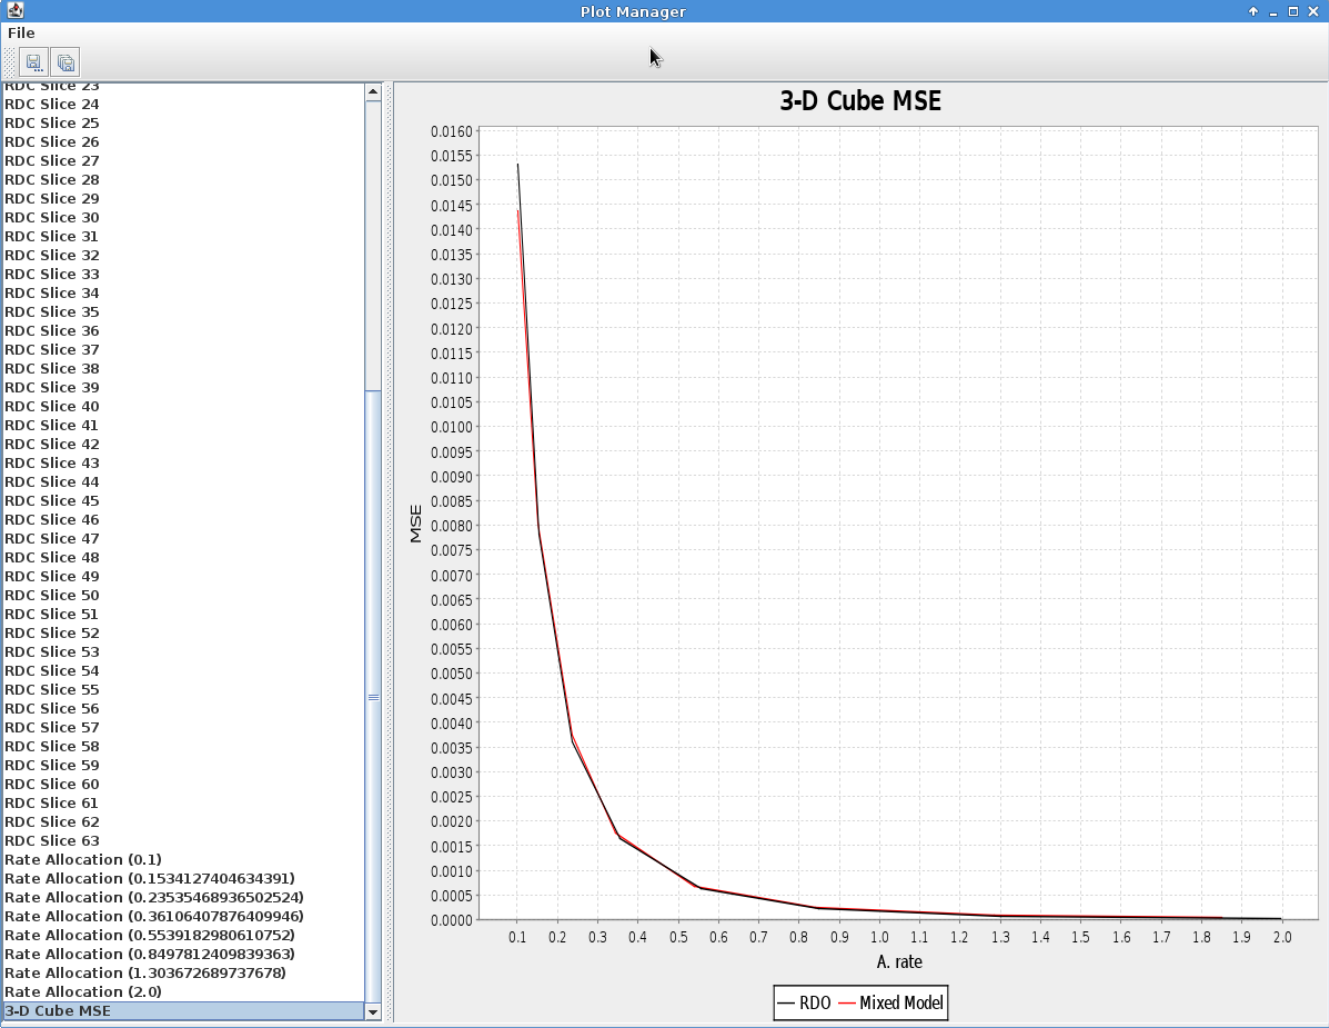 Plot Manager
File
RDC Slice 23
RDC Slice 24
RDC Slice 25
RDC Slice 26
RDC Slice 27
RDC Slice 28
RDC Slice 29
RDC Slice 30
RDC Slice 31
RDC Slice 32
RDC Slice 33
RDC Slice 34
RDC Slice 35
RDC Slice 36
RDC Slice 37
RDC Slice 38
RDC Slice 39
RDC Slice 40
RDC Slice 41
RDC Slice 42
RDC Slice 43
RDC Slice 44
RDC Slice 45
RDC Slice 46
RDC Slice 47
RDC Slice 48
RDC Slice 49
RDC Slice 50
RDC Slice 51
RDC Slice 52
RDC Slice 53
RDC Slice 54
RDC Slice 55
RDC Slice 56
RDC Slice 57
RDC Slice 58
RDC Slice 59
RDC Slice 60
RDC Slice 61
RDC Slice 62
RDC Slice 63
Rate Allocation (0.1)
Rate Allocation (0.1534127404634391)
Rate Allocation (0.23535468936502524)
Rate Allocation (0.36106407876409946)
Rate Allocation (0.5539182980610752)
Rate Allocation (0.8497812409839363)
Rate Allocation (1.303672689737678)
Rate Allocation (2.0)
3-D Cube MSE
3-D Cube MSE
0.0160
0.0155
0.0150
0.0145
0.0140
0.0135
0.0130
0.0125
0.0120
0.0115
0.0110
0.0105
0.0100
0.0095
0.0090
0.0085
0.0080
0.0075
0.0070
0.0065
0.0060
0.0055
0.0050
0.0045
0.0040
0.0035
0.0030
0.0025
0.0020
0.0015
0.0010
0.0005
0.0000
MSE
0.1 0.2 0.3 0.4 0.5 0.6 0.7 0.8 0.9 1.0 1.1 1.2 1.3 1.4 1.5 1.6 1.7 1.8 1.9 2.0
A. rate
RDO Mixed Model